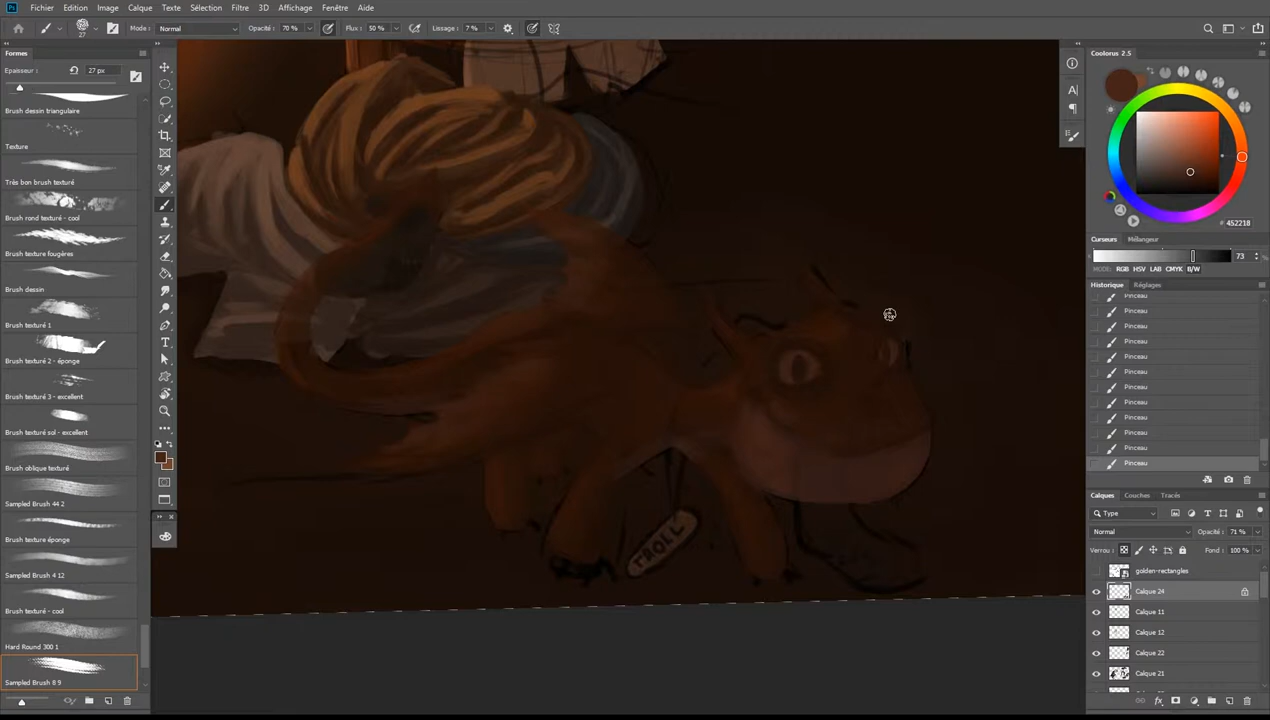 Fichier Edition Image Calque Texte Sélection Filtre 3D Affichage Fenêtre Aide
27 Mode : Normal Opacité : 70 % Flux : 50 % Lissage : 7 %
Formes
Epaisseur : 27 px
Brush dessin triangulaire
Texture
Très bon brush texturé
Brush rond texturé - cool
Brush texture fougères
Brush dessin
Brush texturé 1
Brush texturé 2 - éponge
Brush texturé 3 - excellent
Brush texturé sol - excellent
Brush oblique texturé
Sampled Brush 44 2
Brush texture éponge
Sampled Brush 4 12
Brush texturé - cool
Hard Round 300 1
Sampled Brush 8 9
TROLL
Coolorus 2.5
#452218
Curseurs Mélangeur
73
MODE: RGB HSV LAB CMYK B/W
Historique Réglages
Pinceau
Pinceau
Pinceau
Pinceau
Pinceau
Pinceau
Pinceau
Pinceau
Pinceau
Pinceau
Pinceau
Pinceau
Calques Couches Tracés
Type
Normal Opacité : 71 %
Verrou : Fond : 100 %
golden-rectangles
Calque 24
Calque 11
Calque 12
Calque 22
Calque 21